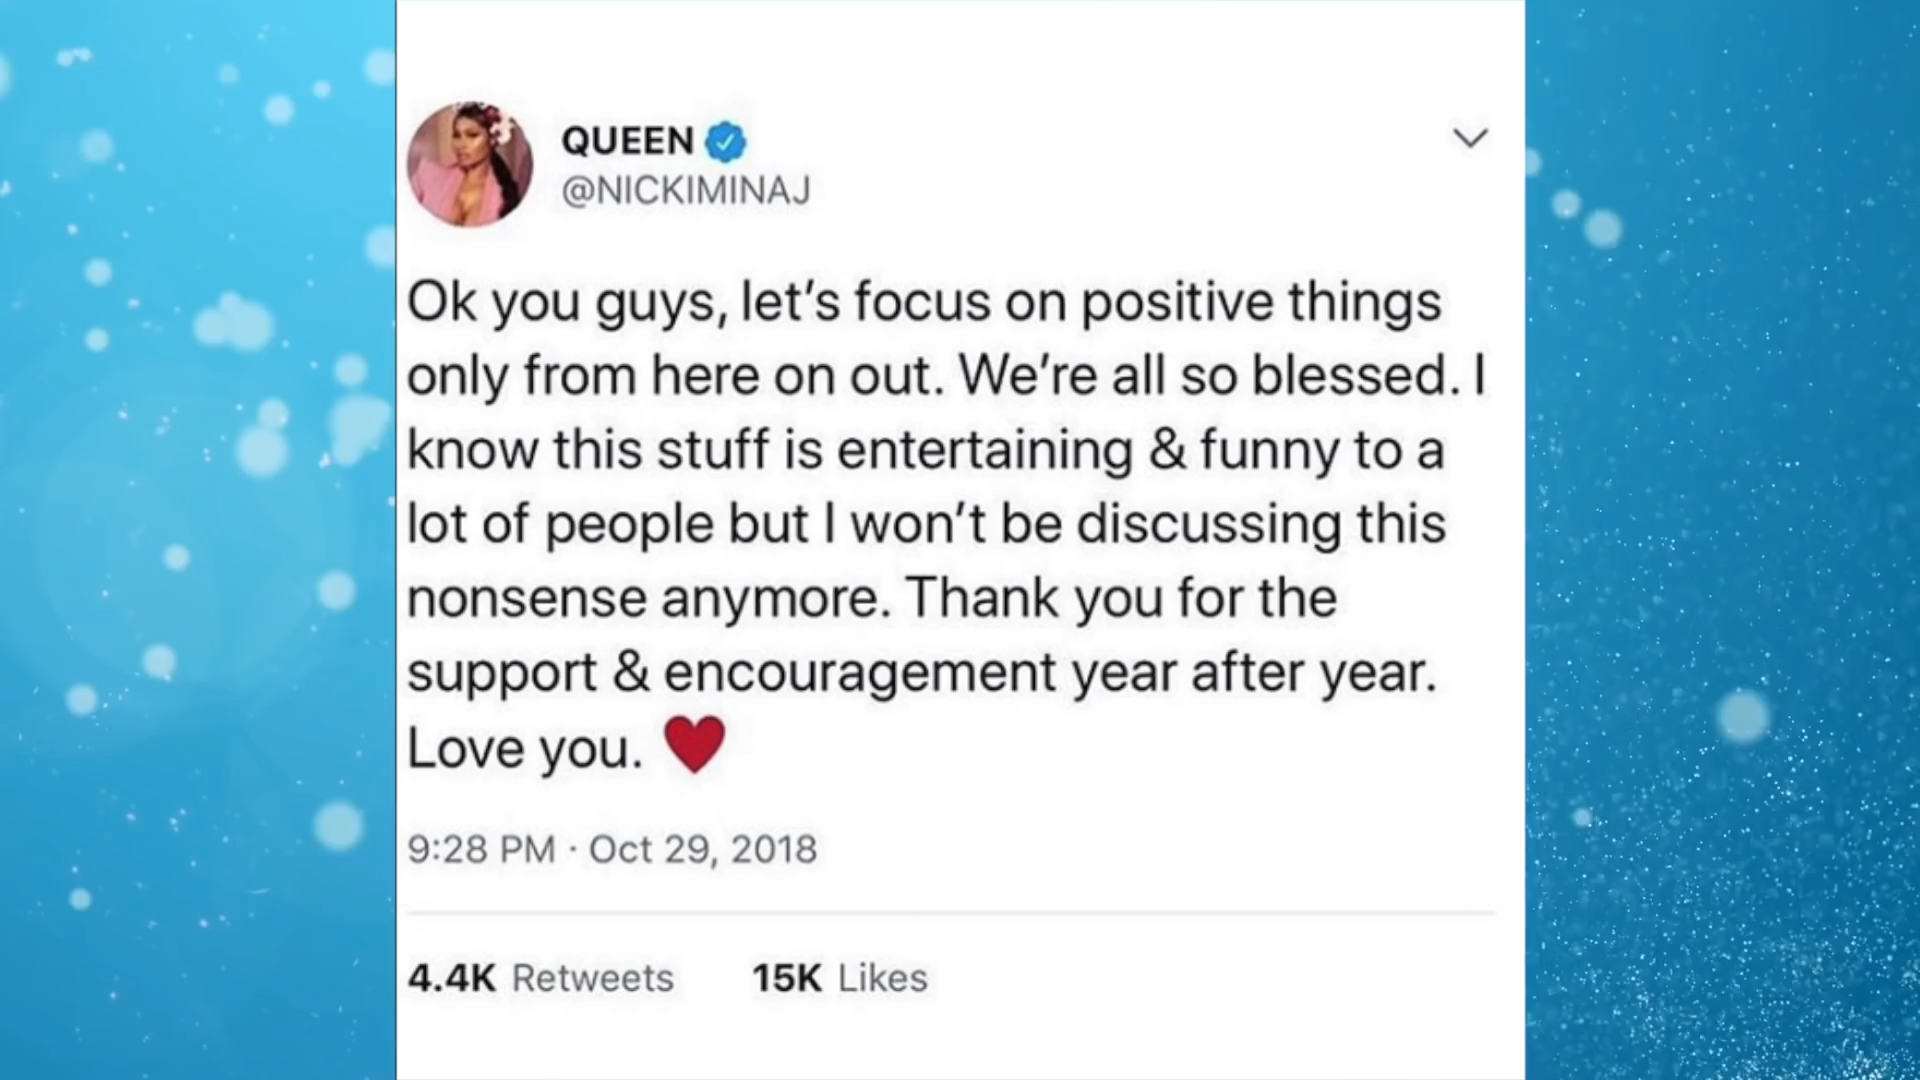 QUEEN
@NICKIMINAJ
Ok you guys, let’s focus on positive things
only from here on out. We’re all so blessed. I
know this stuff is entertaining & funny to a
lot of people but I won’t be discussing this
nonsense anymore. Thank you for the
support & encouragement year after year.
Love you. ❤️
9:28 PM · Oct 29, 2018
4.4K Retweets 15K Likes